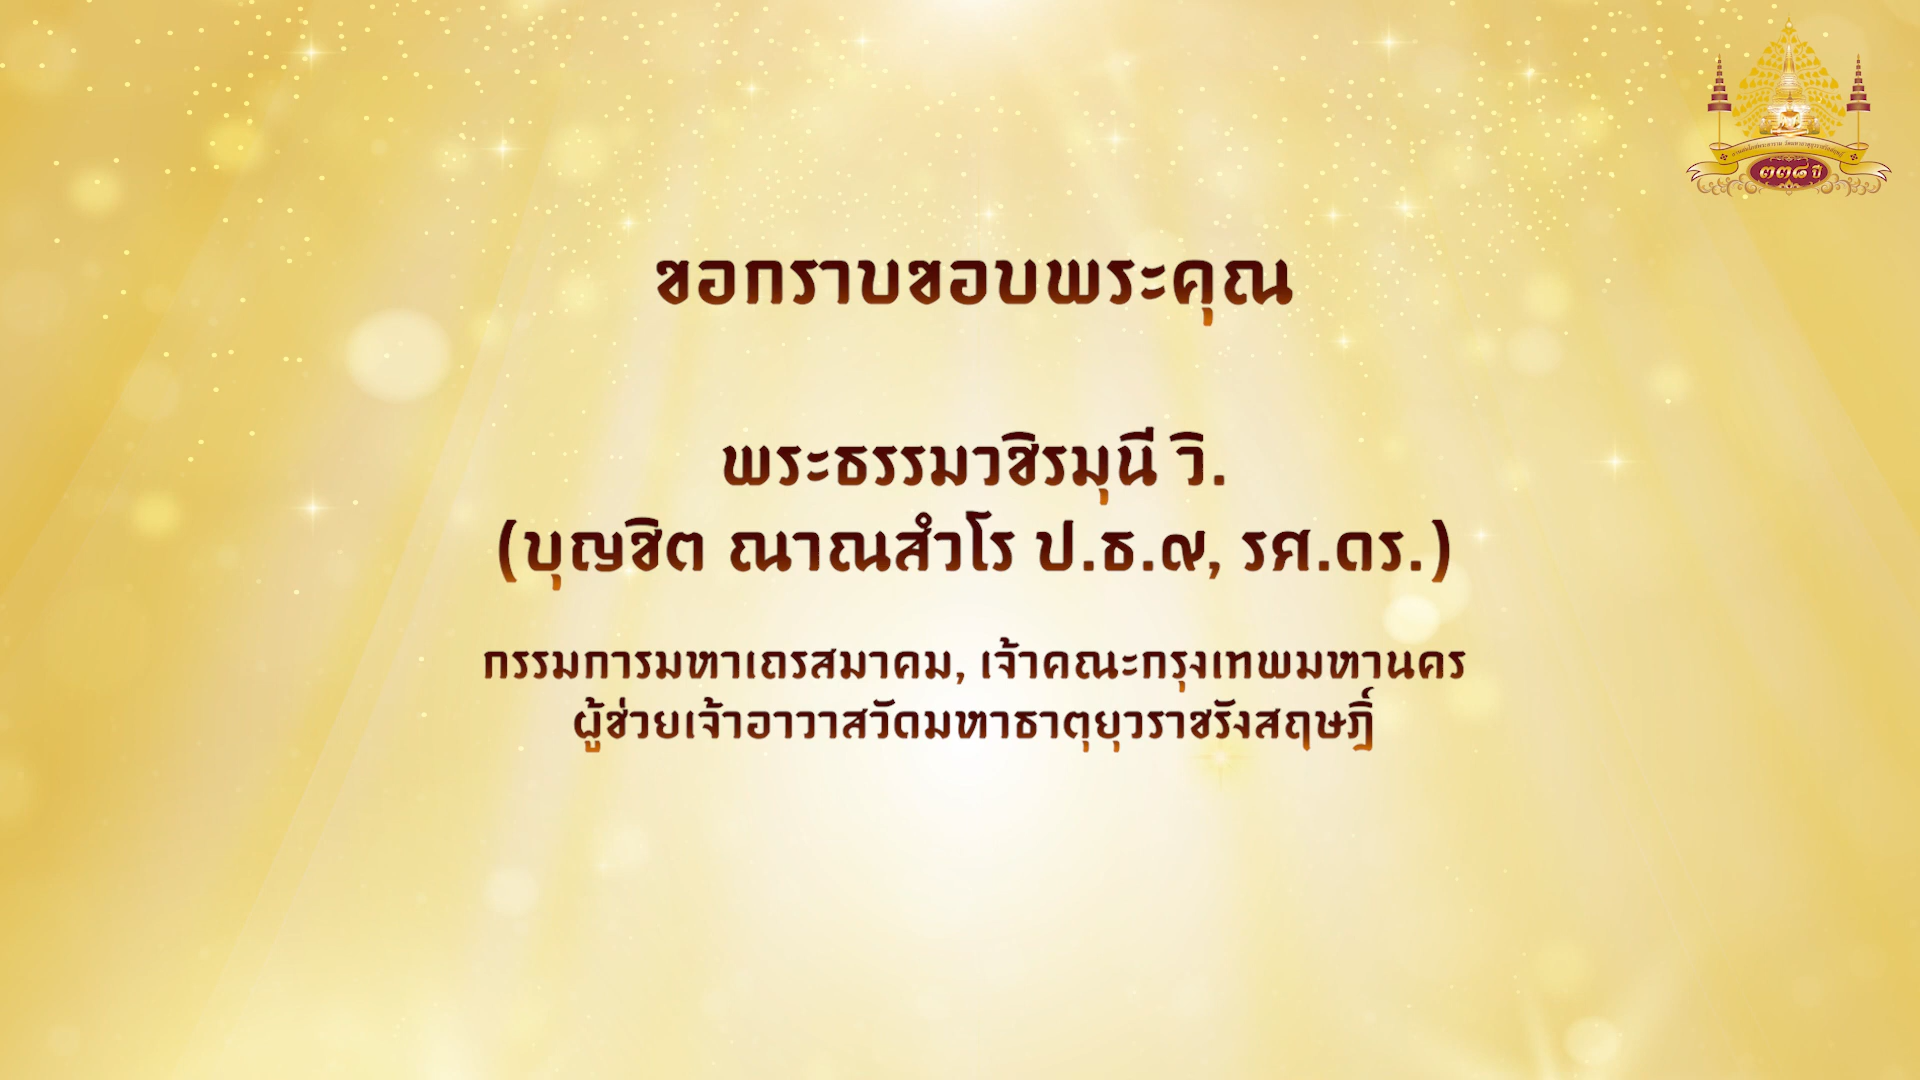 ขอกราบขอบพระคุณ
พระธรรมวชิรมุนี วิ.
(บุญชิต ญาณสํวโร ป.ธ.๙, รศ.ดร.)
กรรมการมหาเถรสมาคม, เจ้าคณะกรุงเทพมหานคร
ผู้ช่วยเจ้าอาวาสวัดมหาธาตุยุวราชรังสฤษฎิ์
๓๓๘ ปี